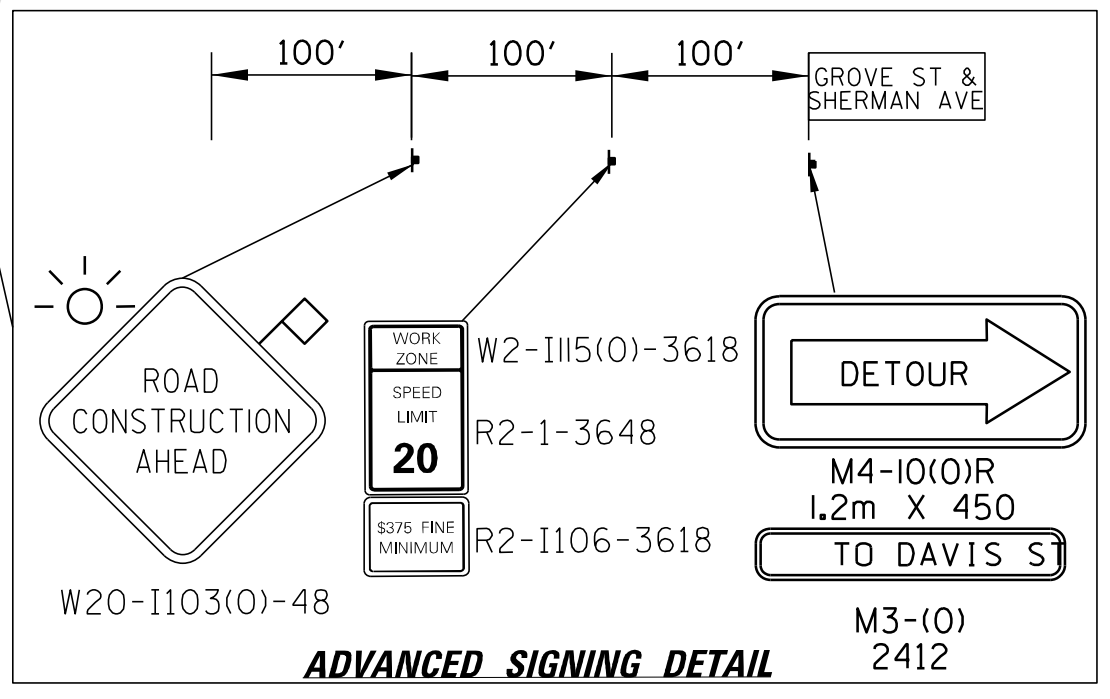 100' 100' 100'
GROVE ST &
SHERMAN AVE
ROAD
CONSTRUCTION
AHEAD
W20-I103(O)-48
WORK
ZONE
SPEED
LIMIT
20
$375 FINE
MINIMUM
W2-I115(O)-3618
R2-1-3648
R2-I106-3618
DETOUR
M4-10(O)R
1.2m X 450
TO DAVIS ST
M3-(O)
2412
ADVANCED SIGNING DETAIL